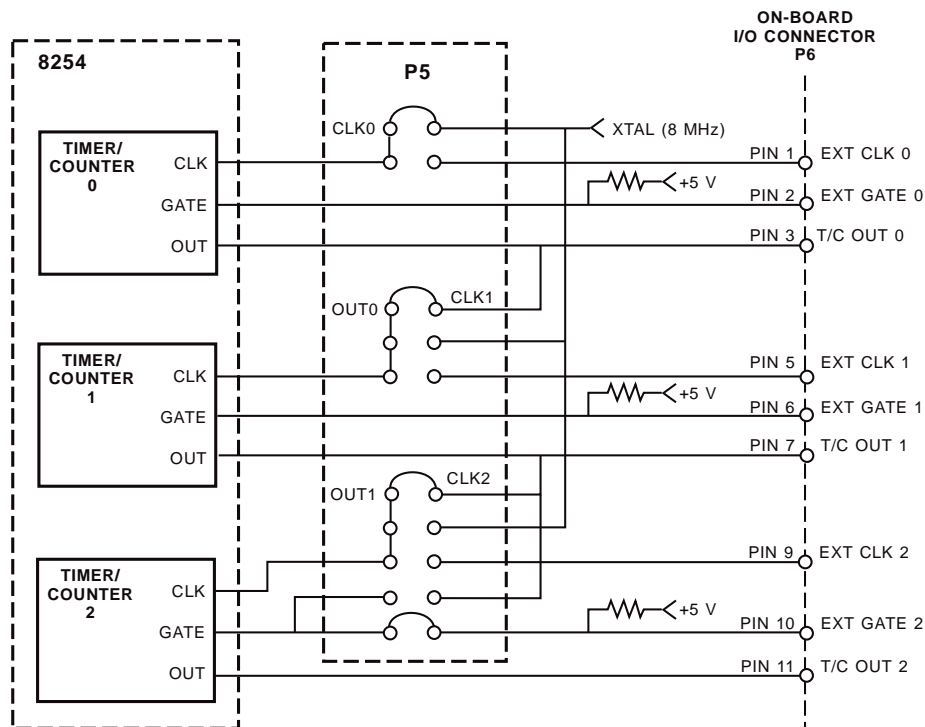 ON-BOARD
I/O CONNECTOR
P6
8254
P5
TIMER/
COUNTER
0
CLK
GATE
OUT
CLK0
XTAL (8 MHz)
PIN 1 EXT CLK 0
+5 V
PIN 2 EXT GATE 0
PIN 3 T/C OUT 0
OUT0
CLK1
TIMER/
COUNTER
1
CLK
GATE
OUT
PIN 5 EXT CLK 1
+5 V
PIN 6 EXT GATE 1
PIN 7 T/C OUT 1
OUT1
CLK2
TIMER/
COUNTER
2
CLK
GATE
OUT
PIN 9 EXT CLK 2
+5 V
PIN 10 EXT GATE 2
PIN 11 T/C OUT 2